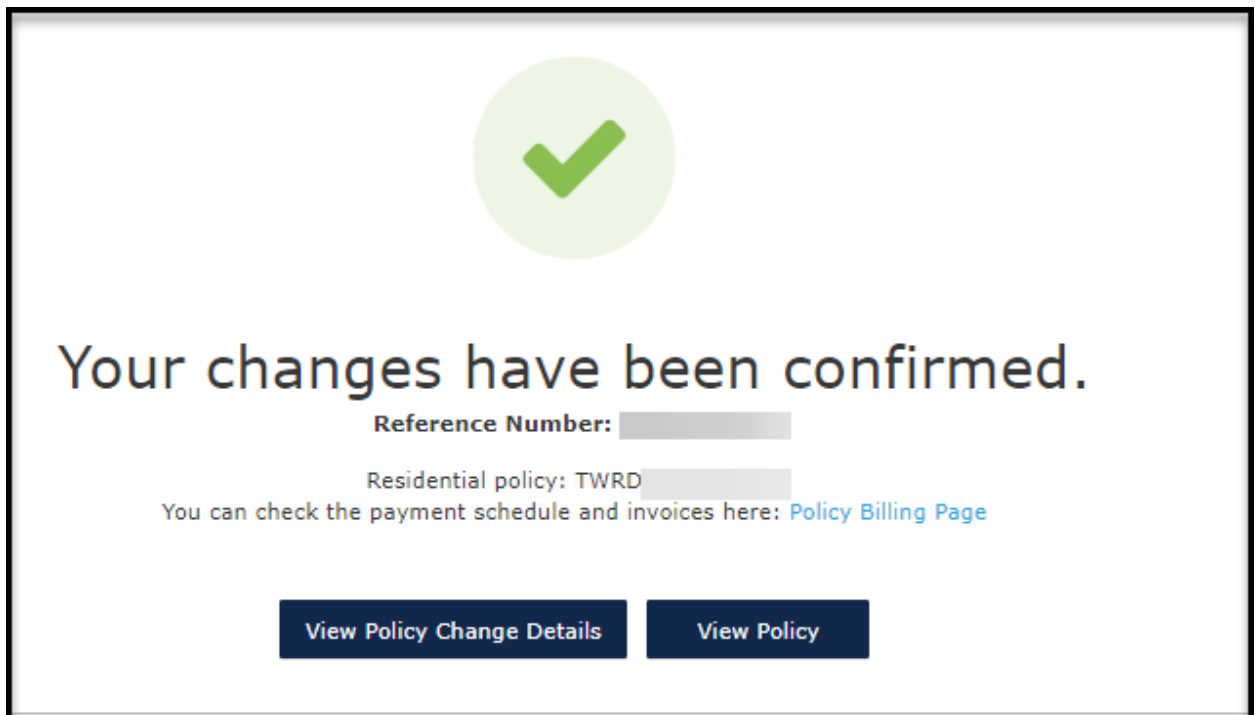 Your changes have been confirmed.
Reference Number:
Residential policy: TWRD
You can check the payment schedule and invoices here: Policy Billing Page
View Policy Change Details
View Policy